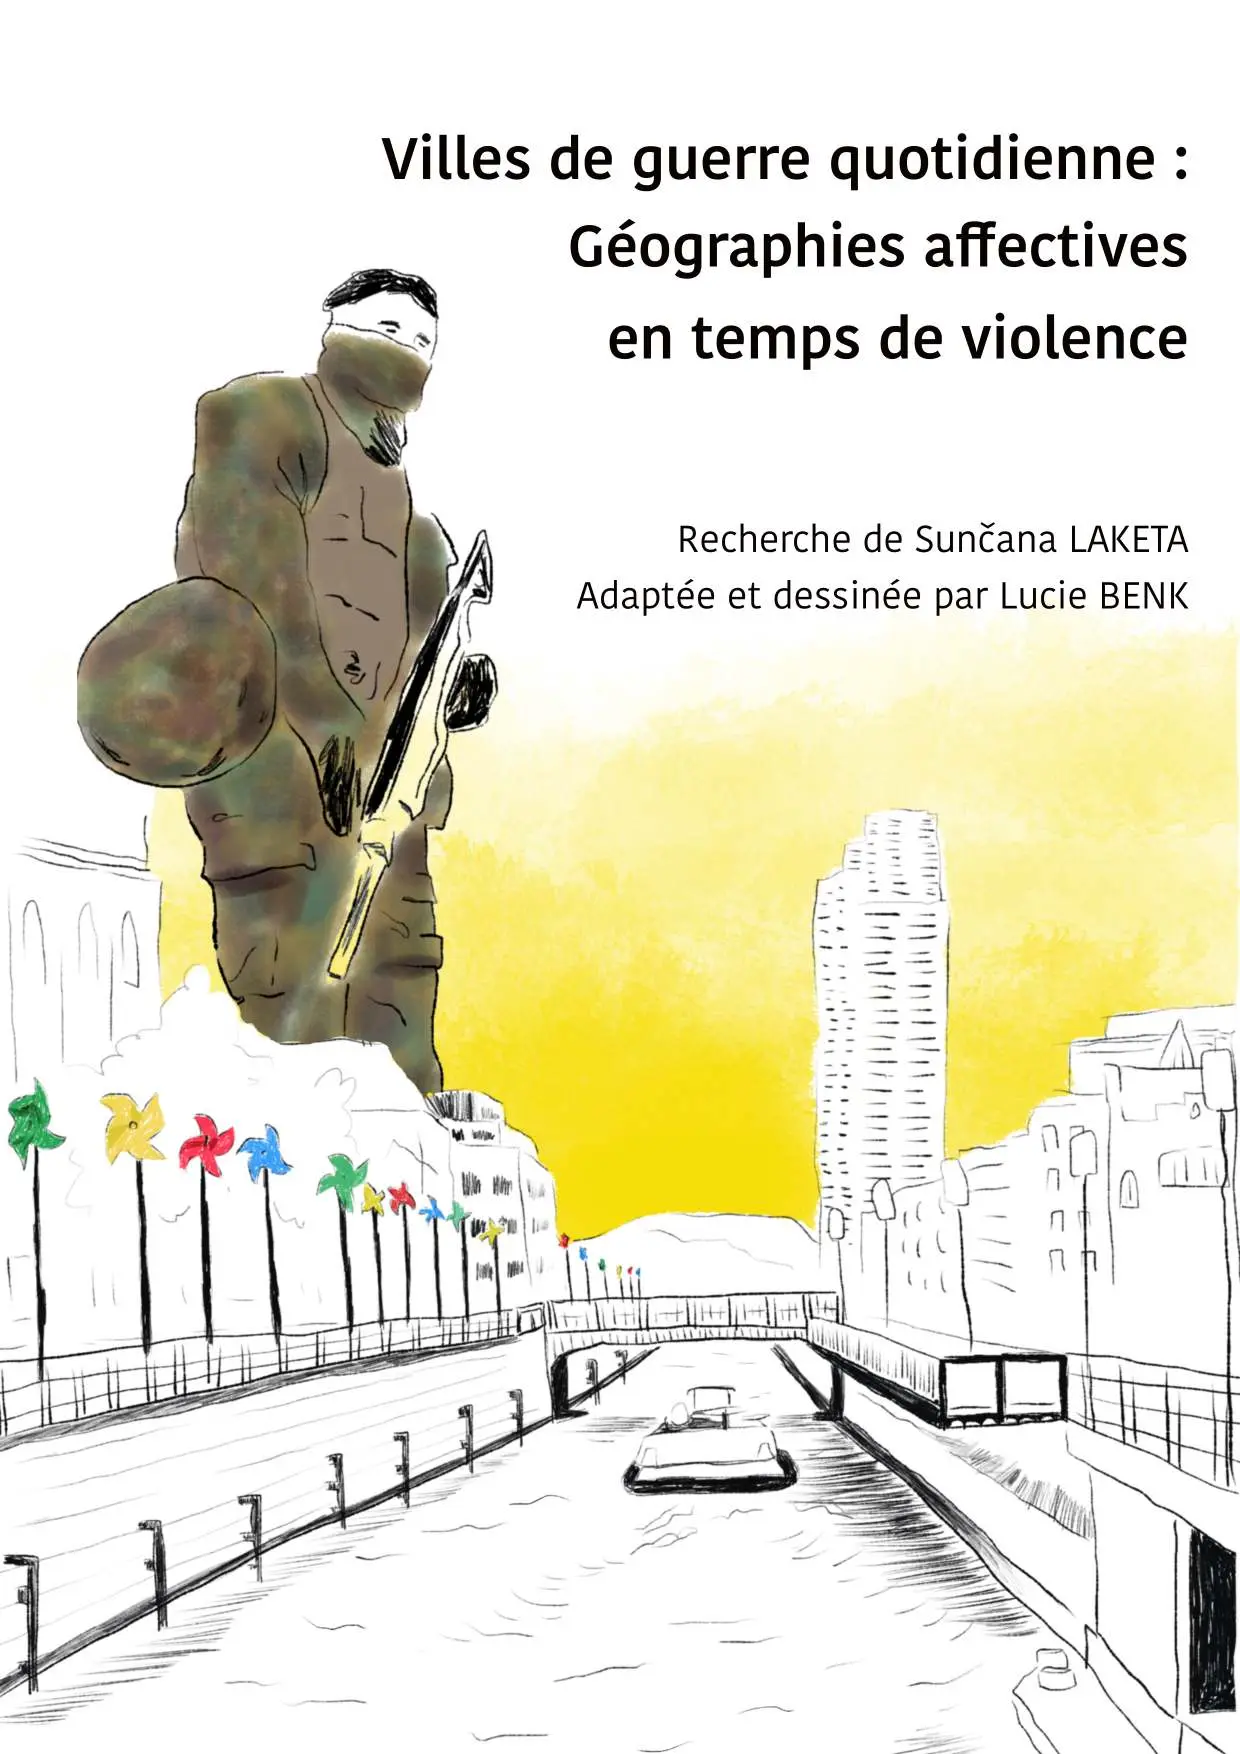 Villes de guerre quotidienne :
Géographies affectives
en temps de violence
Recherche de Sunčana LAKETA
Adaptée et dessinée par Lucie BENK